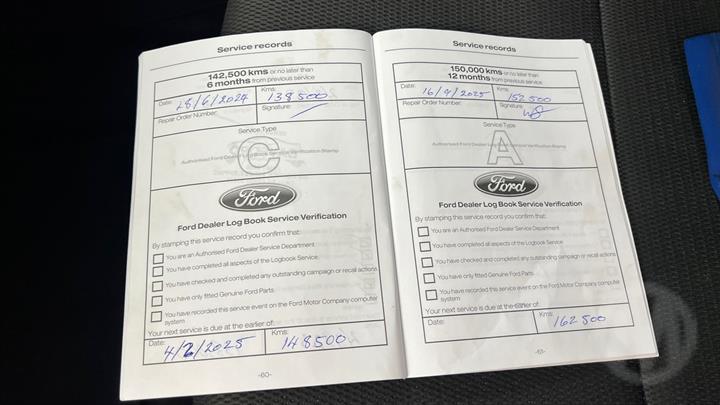 Service records
142,500 kms or no later than
6 months from previous service
Date: 28/6/2024 Kms: 138500
Repair Order Number: Signature:
Service Type
C
Authorised Ford Dealer Log Book Service Verification Stamp
Ford
Ford Dealer Log Book Service Verification
By stamping this service record you confirm that:
You are an Authorised Ford Dealer Service Department
You have completed all aspects of the Logbook Service
You have checked and completed any outstanding campaign or recall actions
You have only fitted Genuine Ford Parts
You have recorded this service event on the Ford Motor Company computer
system
Your next service is due at the earlier of:
Date: 4/2/2025 Kms: 148500
-60-
Service records
150,000 kms or no later than
12 months from previous service
Date: 16/9/2025 Kms: 152500
Repair Order Number: Signature:
Service Type
A
Authorised Ford Dealer Log Book Service Verification Stamp
Ford
Ford Dealer Log Book Service Verification
By stamping this service record you confirm that:
You are an Authorised Ford Dealer Service Department
You have completed all aspects of the Logbook Service
You have checked and completed any outstanding campaign or recall actions
You have only fitted Genuine Ford Parts
You have recorded this service event on the Ford Motor Company computer
system
Your next service is due at the earlier of:
Date: Kms: 162500
-61-